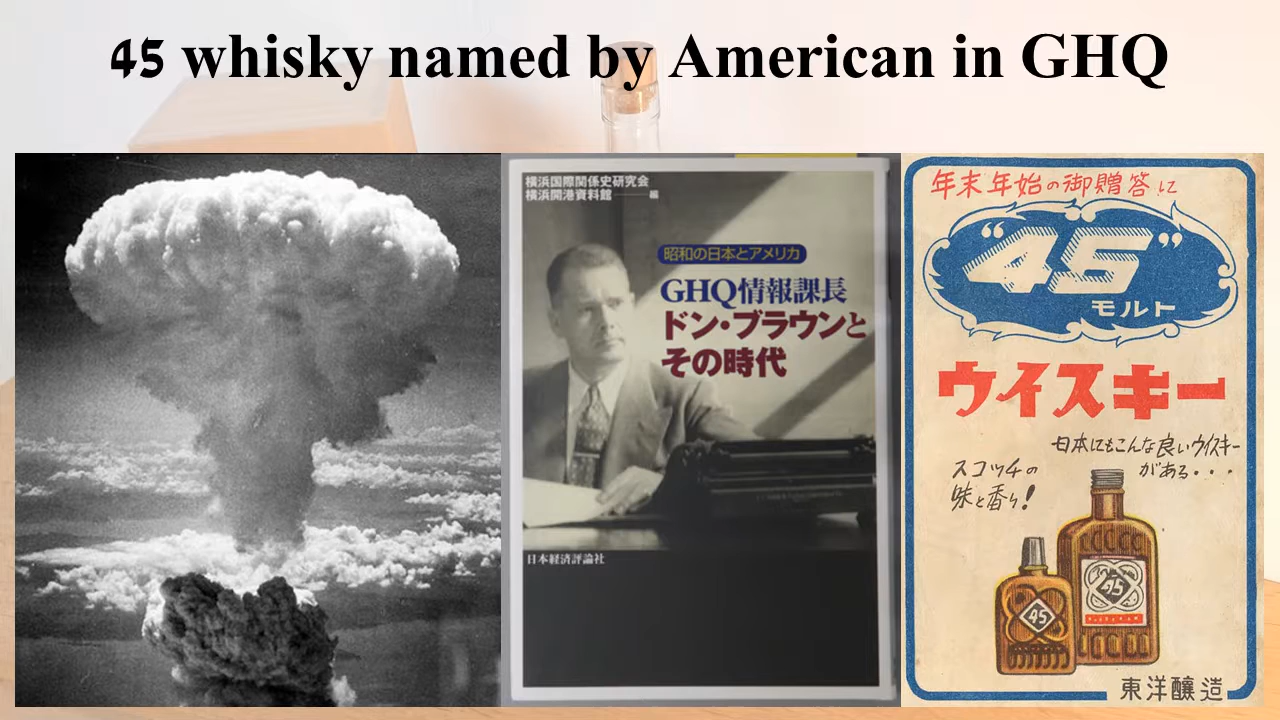 45 whisky named by American in GHQ
横浜国際関係史研究会
横浜開港資料館――編
昭和の日本とアメリカ
GHQ情報課長
ドン・ブラウンと
その時代
日本経済評論社
年末年始の御贈答に
“45”
モルト
ウイスキー
日本にもこんな良いウイスキー
がある・・・
スコッチの
味と香り!
45
45
東洋醸造